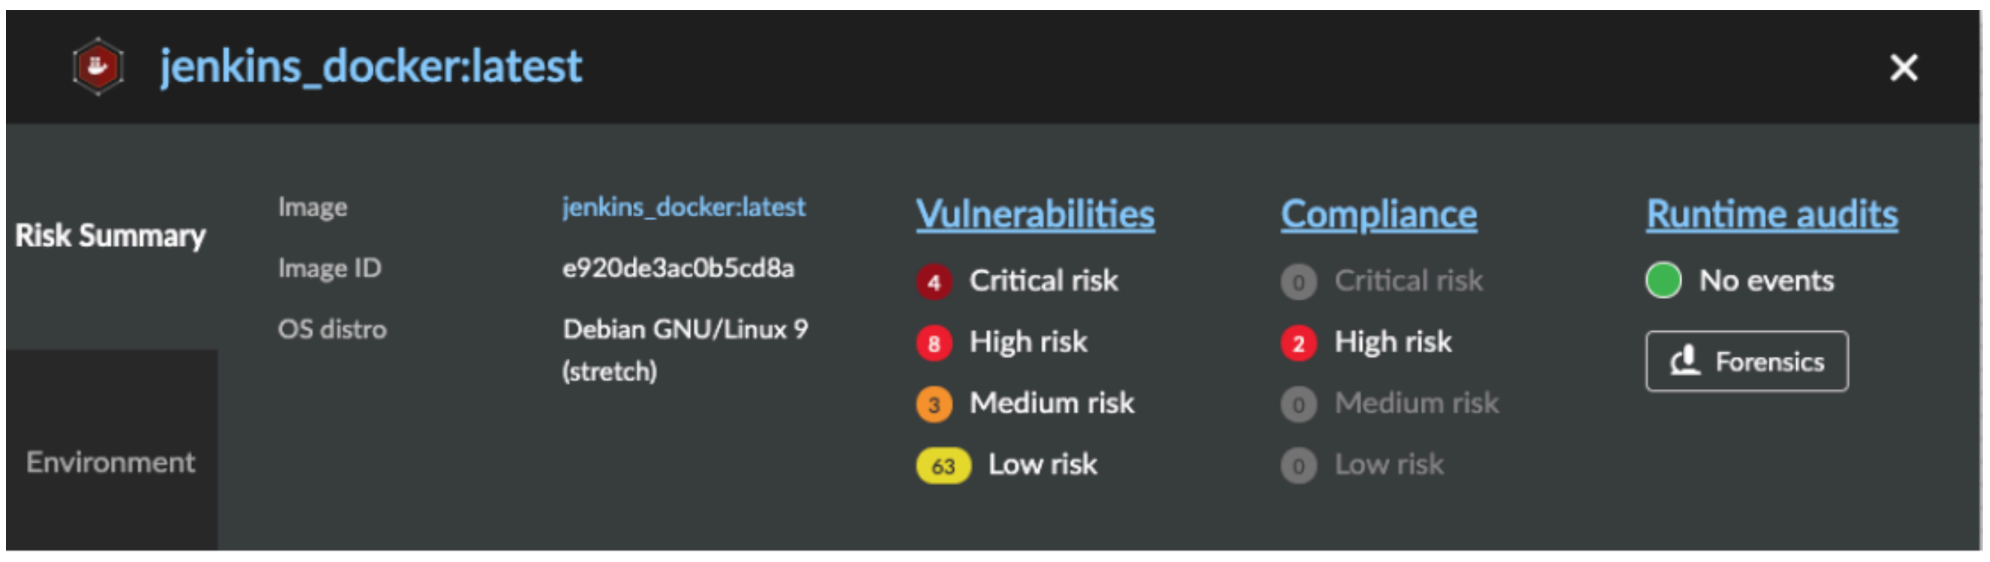 jenkins_docker:latest
Risk Summary
Environment
Image jenkins_docker:latest
Image ID e920de3ac0b5cd8a
OS distro Debian GNU/Linux 9
(stretch)
Vulnerabilities
4 Critical risk
8 High risk
3 Medium risk
63 Low risk
Compliance
0 Critical risk
2 High risk
0 Medium risk
0 Low risk
Runtime audits
No events
Forensics